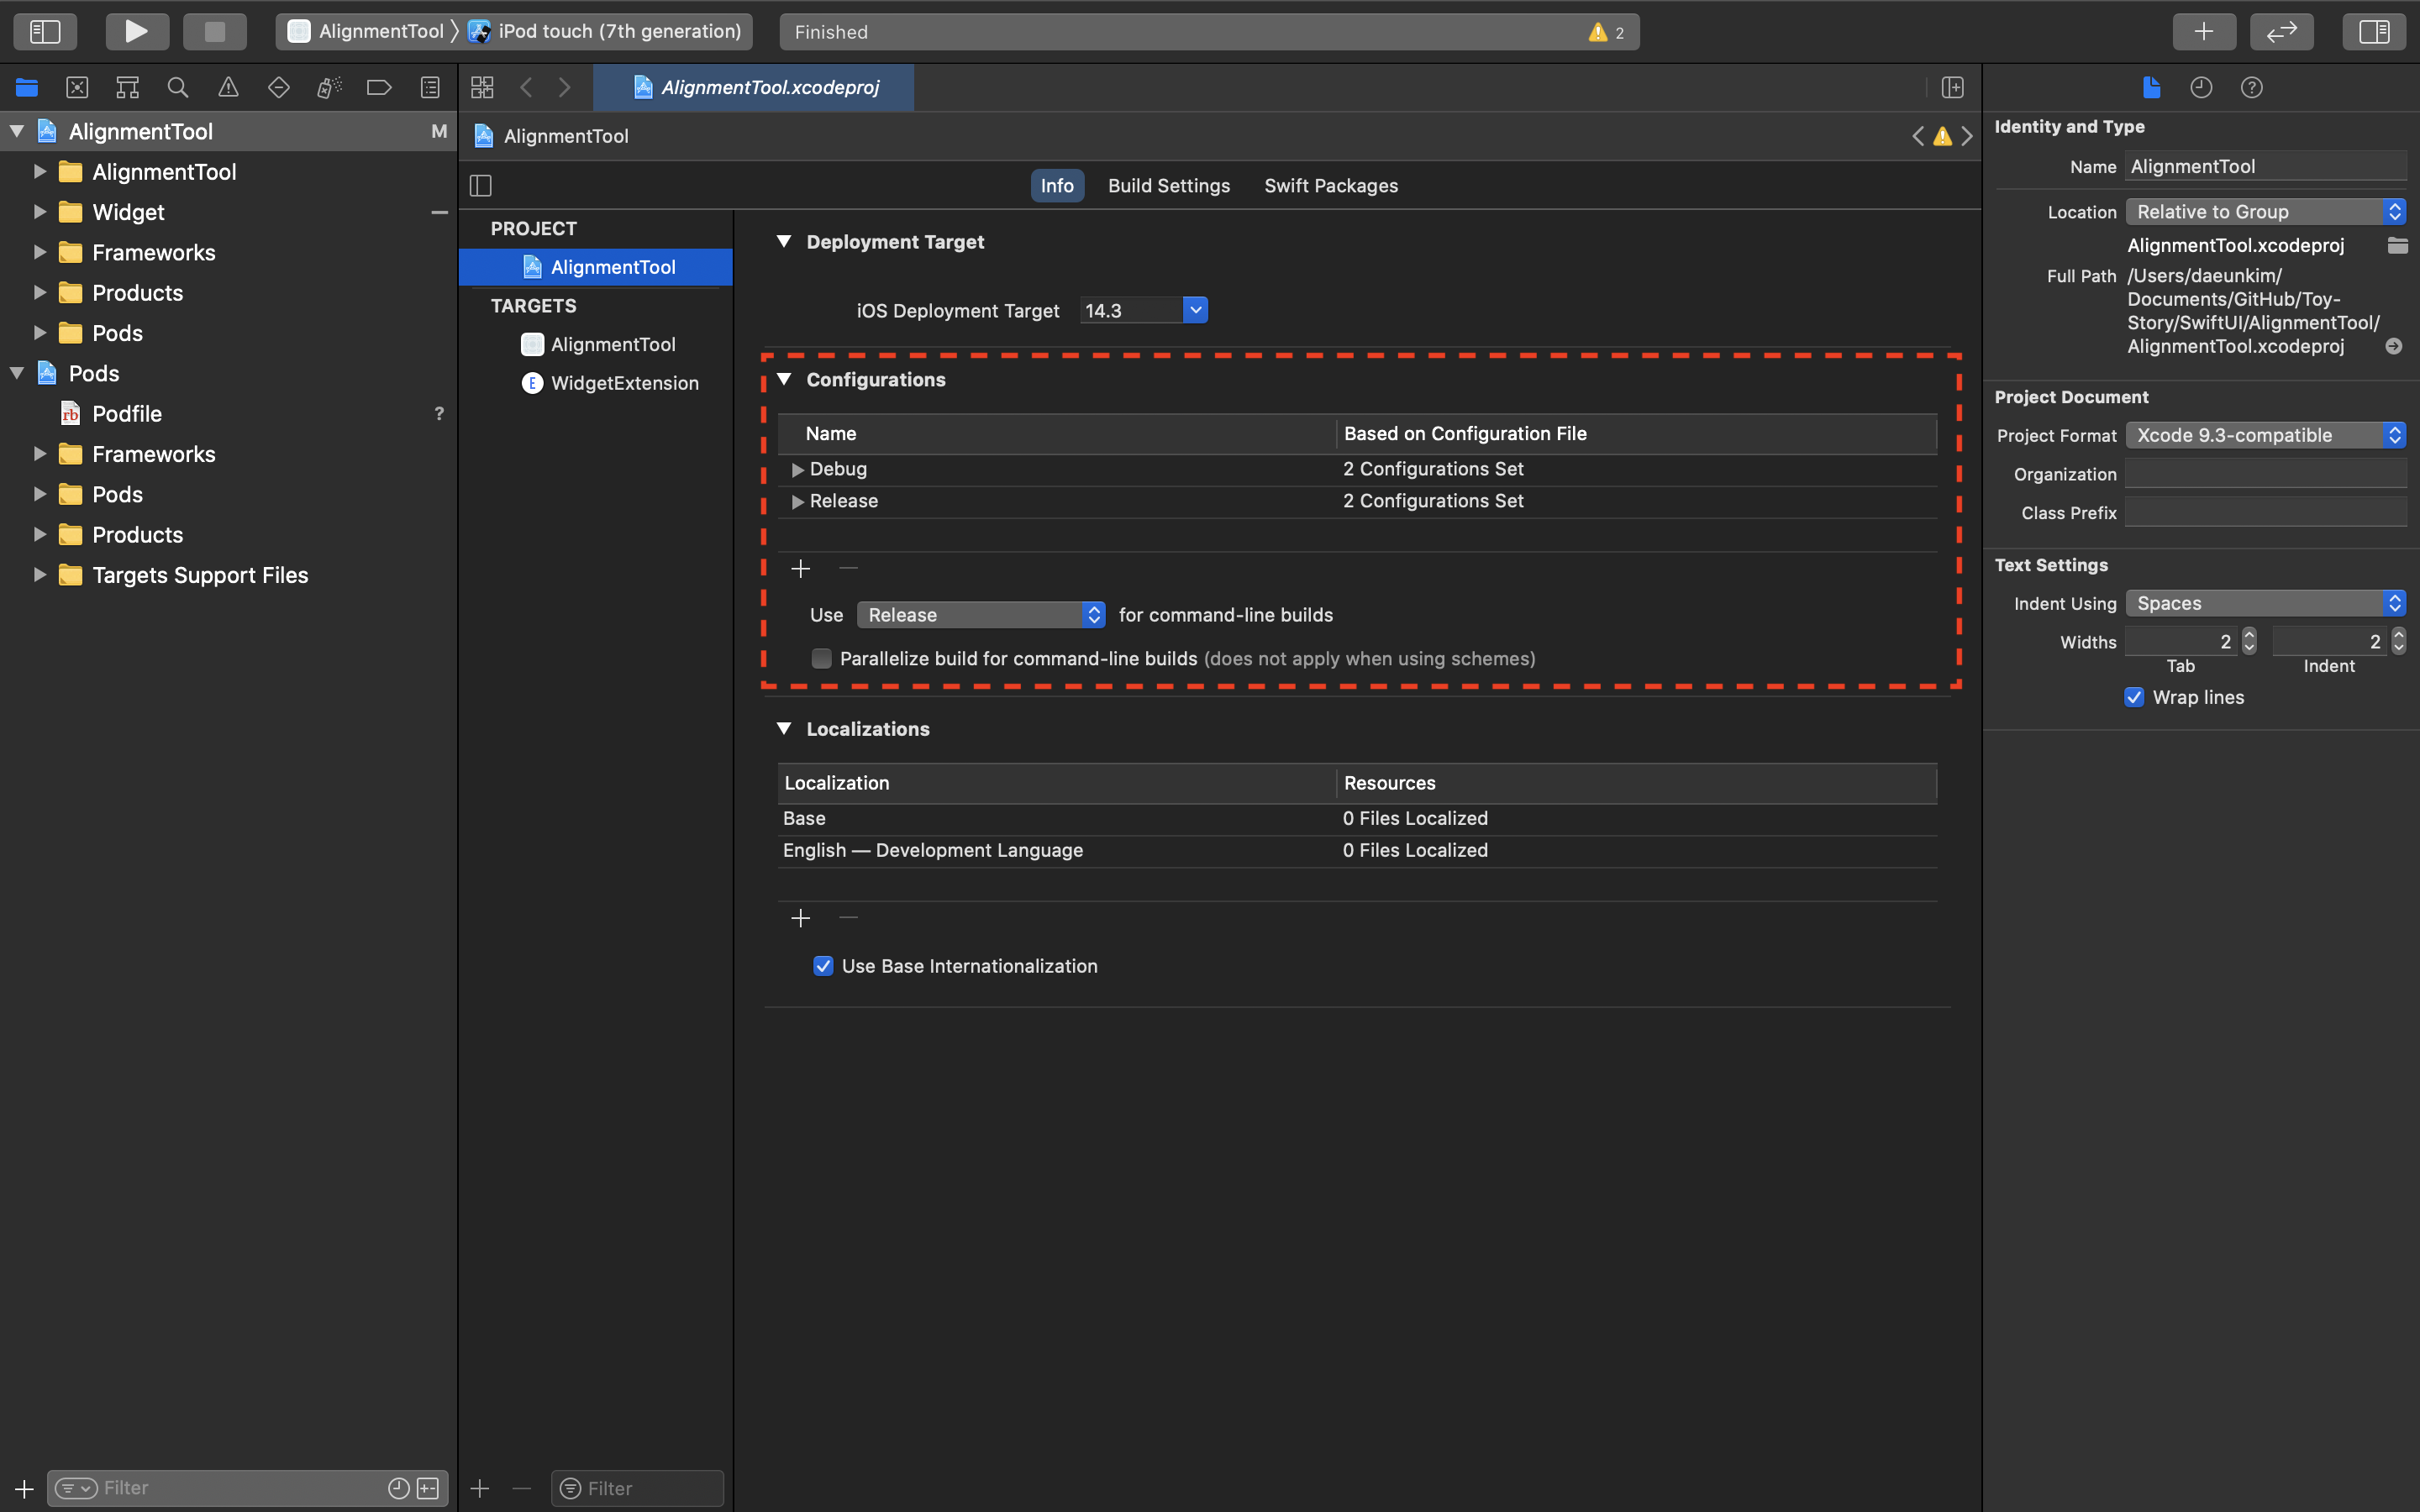 AlignmentTool
iPod touch (7th generation)
Finished
2
AlignmentTool.xcodeproj
AlignmentTool M
AlignmentTool
Widget
Frameworks
Products
Pods
Pods
Podfile ?
rb
Frameworks
Pods
Products
Targets Support Files
Filter
AlignmentTool
Info Build Settings Swift Packages
PROJECT
AlignmentTool
TARGETS
AlignmentTool
E WidgetExtension
Filter
Deployment Target
iOS Deployment Target 14.3
Configurations
Name Based on Configuration File
Debug 2 Configurations Set
Release 2 Configurations Set
Use Release for command-line builds
Parallelize build for command-line builds (does not apply when using schemes)
Localizations
Localization Resources
Base 0 Files Localized
English — Development Language 0 Files Localized
Use Base Internationalization
Identity and Type
Name AlignmentTool
Location Relative to Group
AlignmentTool.xcodeproj
Full Path /Users/daeunkim/
Documents/GitHub/Toy-
Story/SwiftUI/AlignmentTool/
AlignmentTool.xcodeproj
Project Document
Project Format Xcode 9.3-compatible
Organization
Class Prefix
Text Settings
Indent Using Spaces
Widths 2 2
Tab Indent
Wrap lines